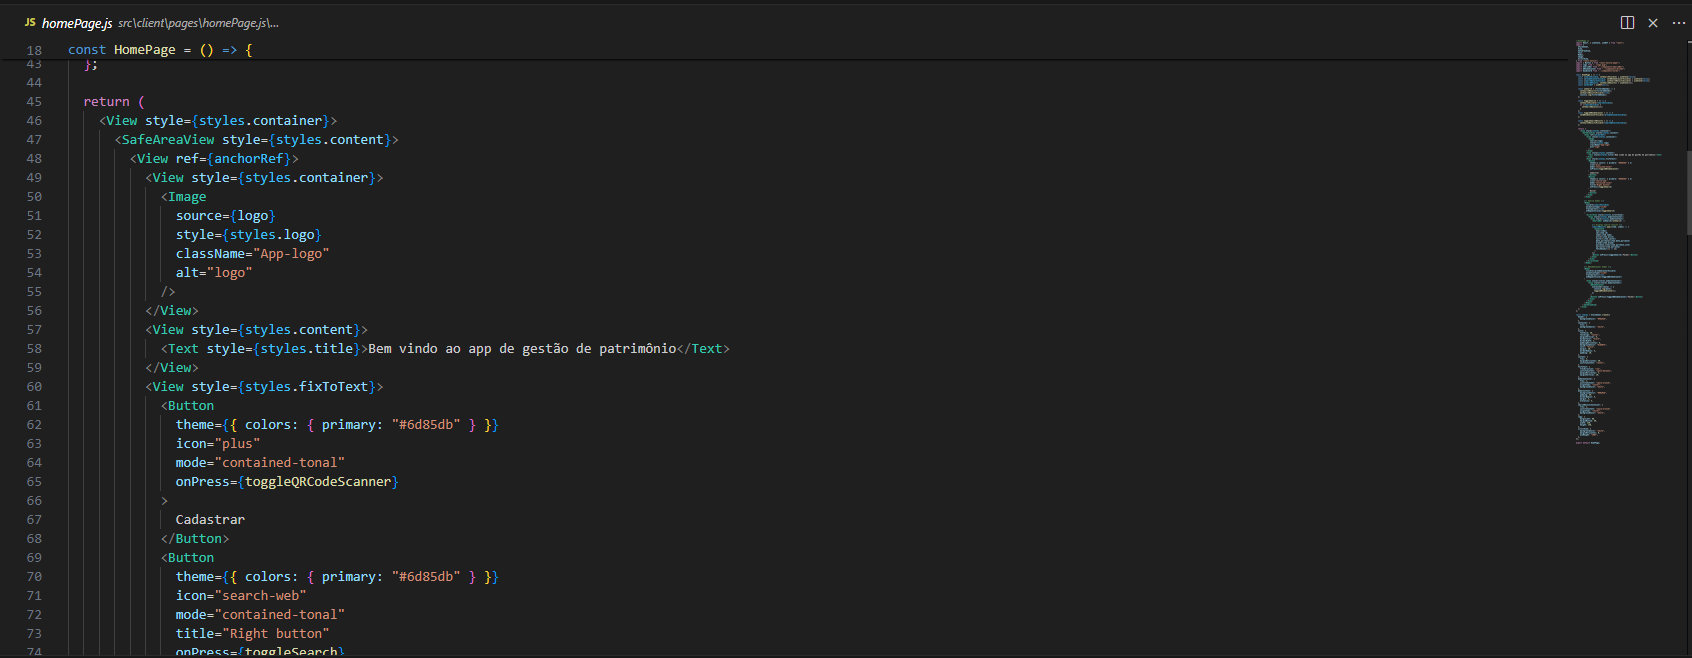 JS homePage.js src\client\pages\homePage.js\...
18 const HomePage = () => {
43 };
44
45 return (
46 <View style={styles.container}>
47 <SafeAreaView style={styles.content}>
48 <View ref={anchorRef}>
49 <View style={styles.container}>
50 <Image
51 source={logo}
52 style={styles.logo}
53 className="App-logo"
54 alt="logo"
55 />
56 </View>
57 <View style={styles.content}>
58 <Text style={styles.title}>Bem vindo ao app de gestão de patrimônio</Text>
59 </View>
60 <View style={styles.fixToText}>
61 <Button
62 theme={{ colors: { primary: "#6d85db" } }}
63 icon="plus"
64 mode="contained-tonal"
65 onPress={toggleQRCodeScanner}
66 >
67 Cadastrar
68 </Button>
69 <Button
70 theme={{ colors: { primary: "#6d85db" } }}
71 icon="search-web"
72 mode="contained-tonal"
73 title="Right button"
74 onPress={toggleSearch}